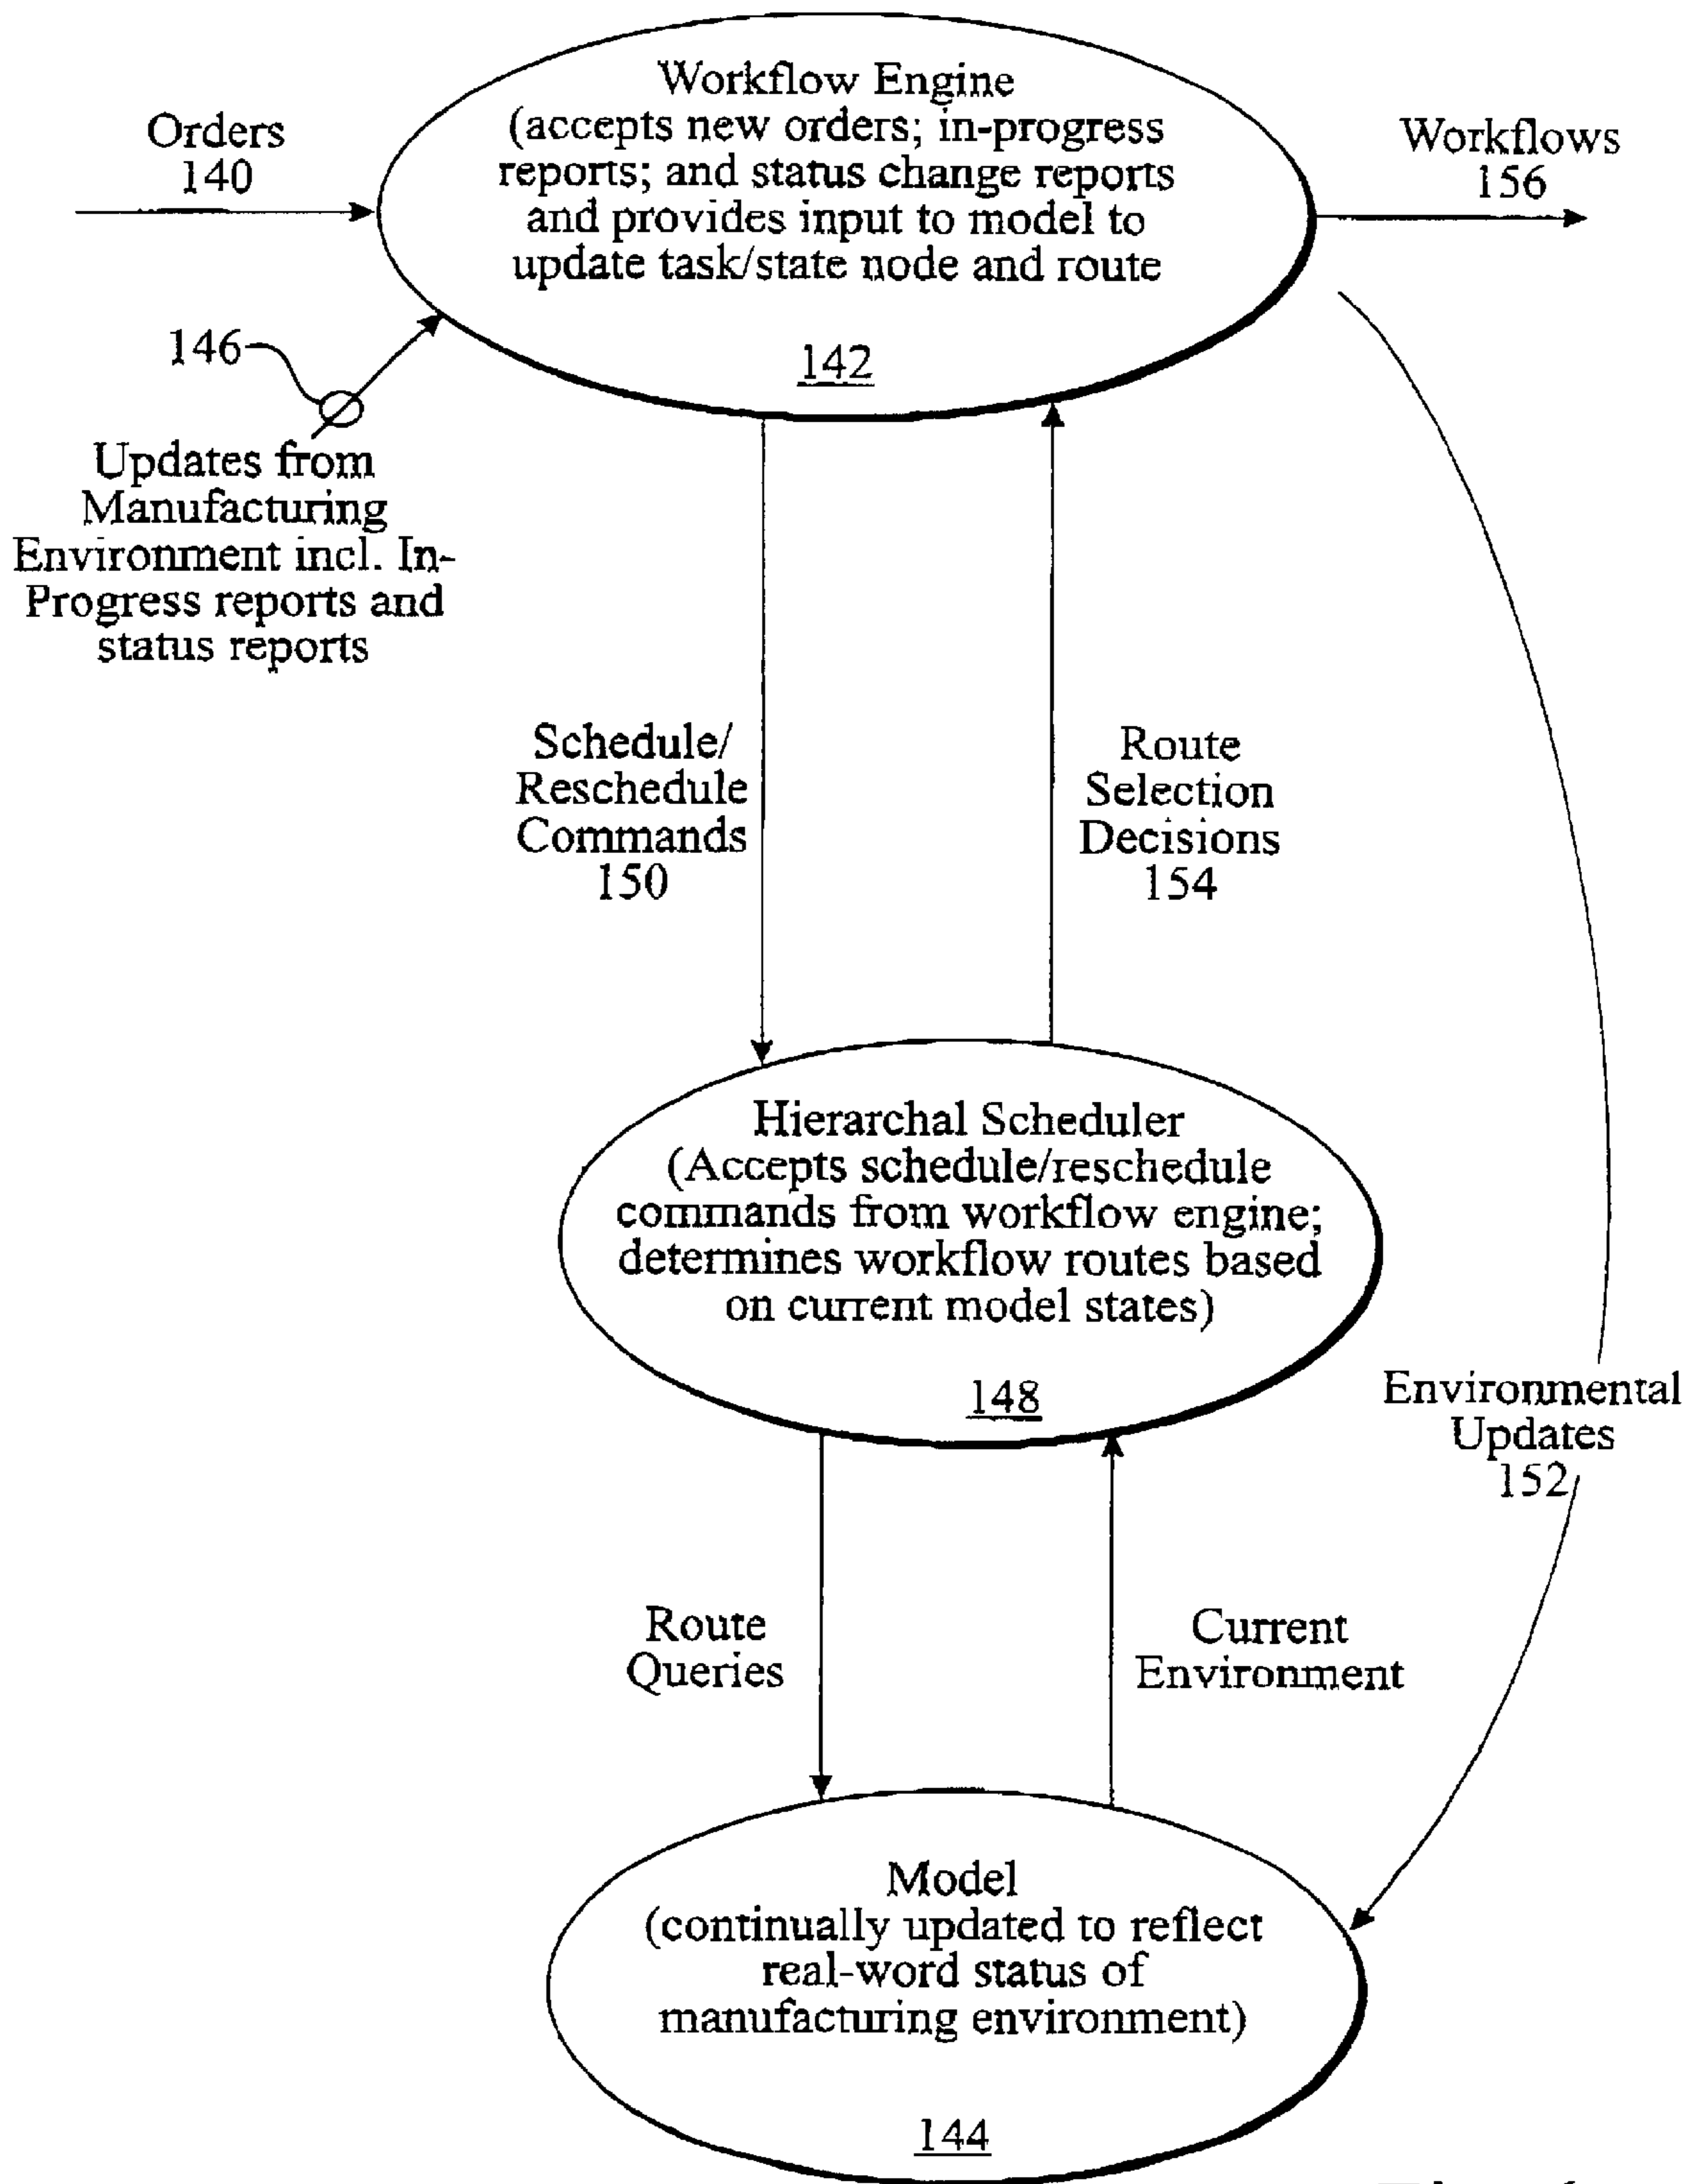 Workflow Engine
(accepts new orders; in-progress
reports; and status change reports
and provides input to model to
update task/state node and route
142
Orders
140
Workflows
156
146
Updates from
Manufacturing
Environment incl. In-
Progress reports and
status reports
Schedule/
Reschedule
Commands
150
Route
Selection
Decisions
154
Hierarchal Scheduler
(Accepts schedule/reschedule
commands from workflow engine;
determines workflow routes based
on current model states)
148
Environmental
Updates
152
Route
Queries
Current
Environment
Model
(continually updated to reflect
real-word status of
manufacturing environment)
144